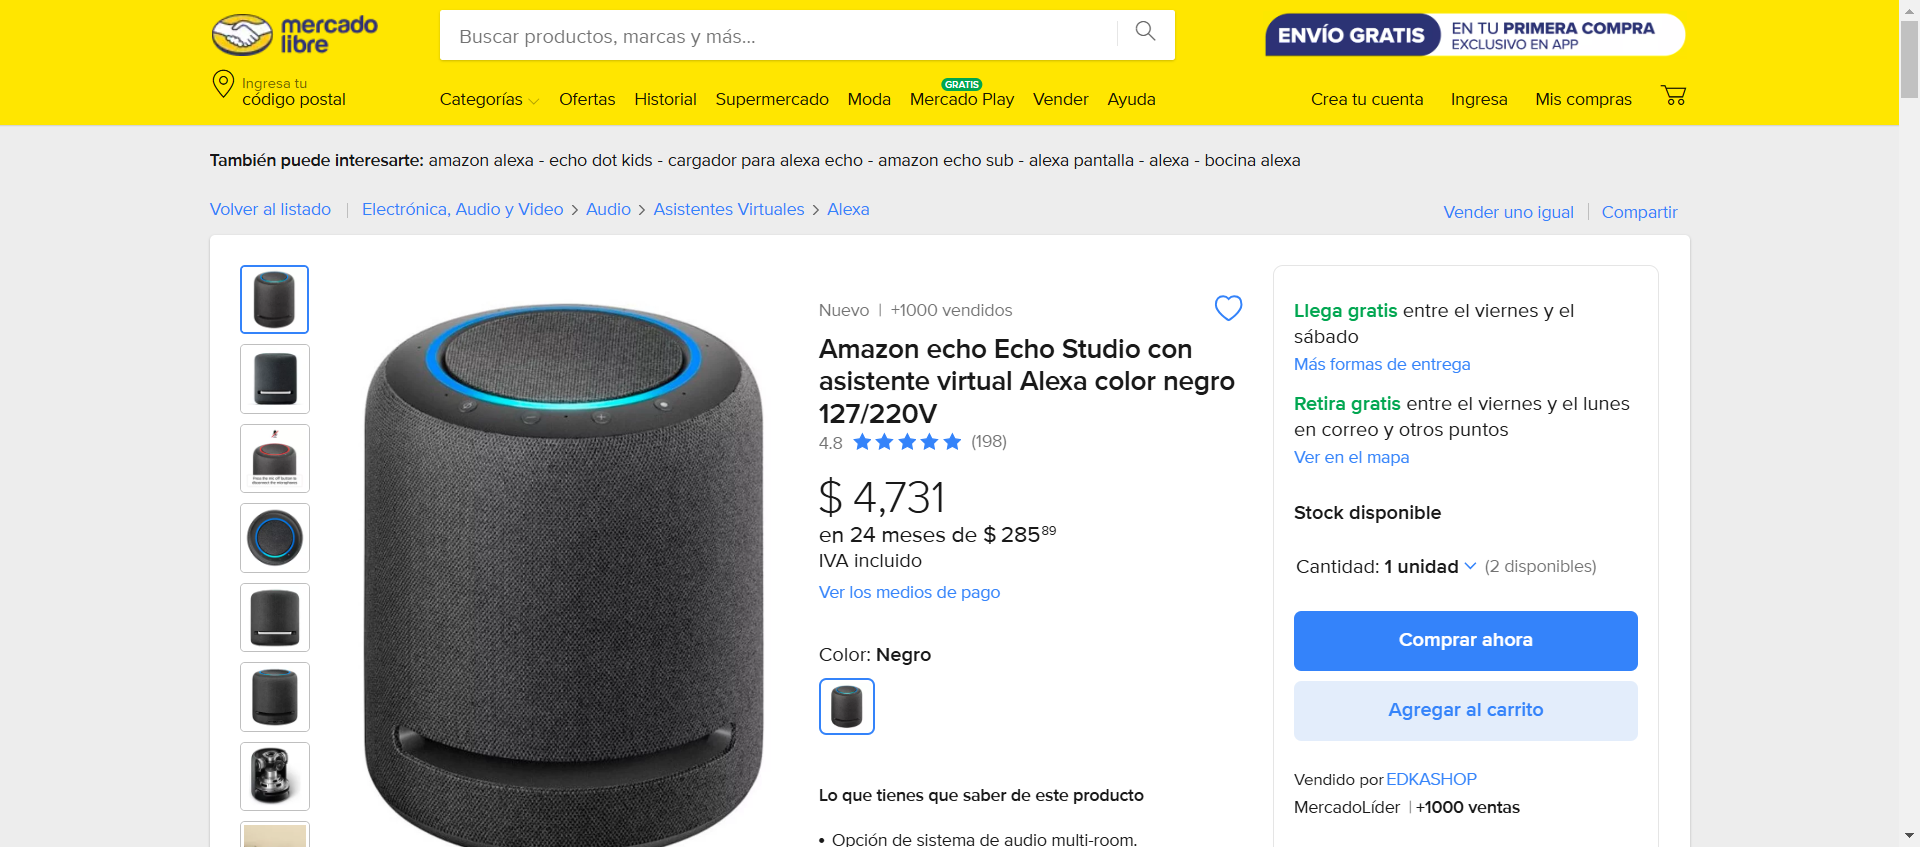 mercado
libre
Buscar productos, marcas y más...
ENVÍO GRATIS
EN TU PRIMERA COMPRA
EXCLUSIVO EN APP
Ingresa tu
código postal
Categorías
Ofertas
Historial
Supermercado
Moda
GRATIS
Mercado Play
Vender
Ayuda
Crea tu cuenta
Ingresa
Mis compras
También puede interesarte: amazon alexa - echo dot kids - cargador para alexa echo - amazon echo sub - alexa pantalla - alexa - bocina alexa
Volver al listado | Electrónica, Audio y Video > Audio > Asistentes Virtuales > Alexa
Vender uno igual | Compartir
Nuevo | +1000 vendidos
Amazon echo Echo Studio con
asistente virtual Alexa color negro
127/220V
4.8 (198)
$ 4,731
en 24 meses de $ 285 89
IVA incluido
Ver los medios de pago
Color: Negro
Lo que tienes que saber de este producto
• Opción de sistema de audio multi-room.
Llega gratis entre el viernes y el
sábado
Más formas de entrega
Retira gratis entre el viernes y el lunes
en correo y otros puntos
Ver en el mapa
Stock disponible
Cantidad: 1 unidad (2 disponibles)
Comprar ahora
Agregar al carrito
Vendido por EDKASHOP
MercadoLíder | +1000 ventas